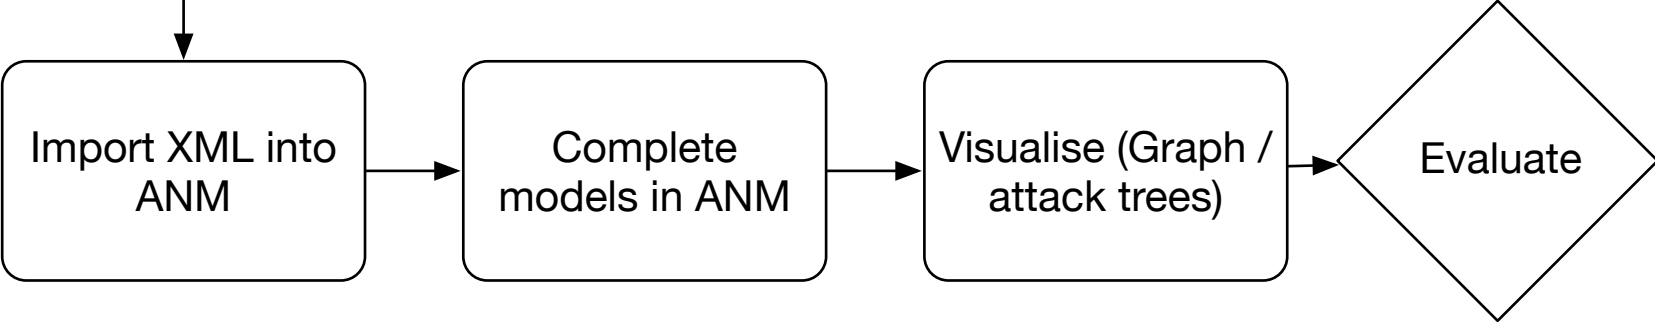 Import XML into
ANM
Complete
models in ANM
Visualise (Graph /
attack trees)
Evaluate